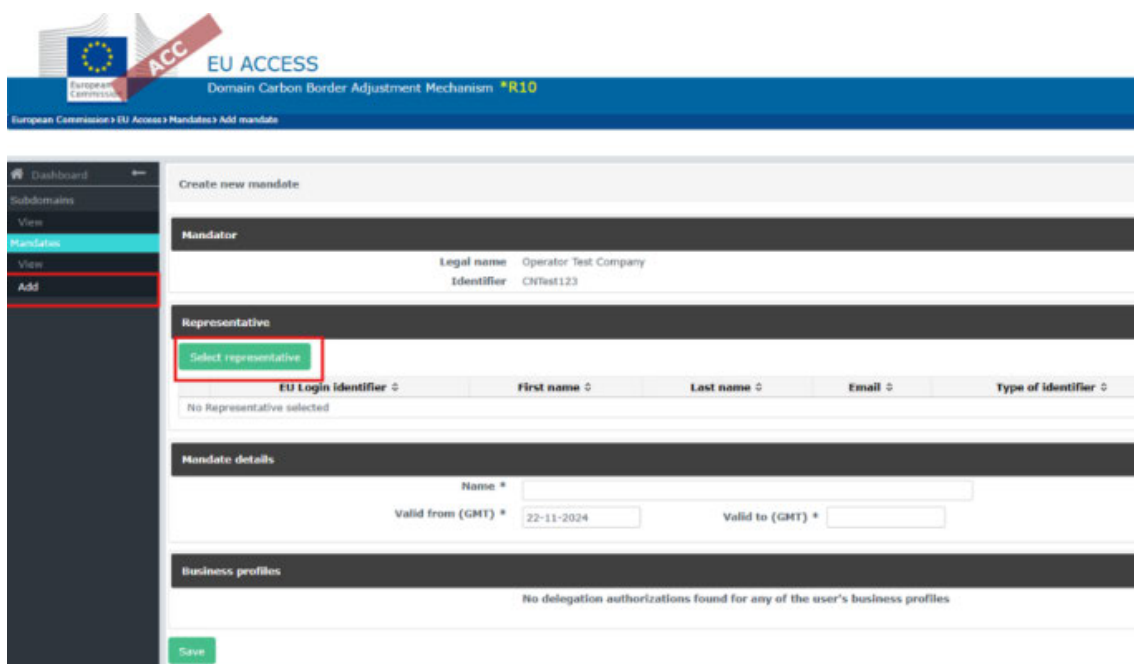 ACC
European
Commission
EU ACCESS
Domain Carbon Border Adjustment Mechanism *R10
European Commission > EU Access > Mandates > Add mandate
Dashboard
Create new mandate
Subdomains
View
Mandator
Mandates
View
Legal name Operator Test Company
Add
Identifier CNTest123
Representative
Select representative
EU Login identifier First name Last name Email Type of identifier
No Representative selected
Mandate details
Name *
Valid from (GMT) * 22-11-2024 Valid to (GMT) *
Business profiles
No delegation authorizations found for any of the user's business profiles
Save